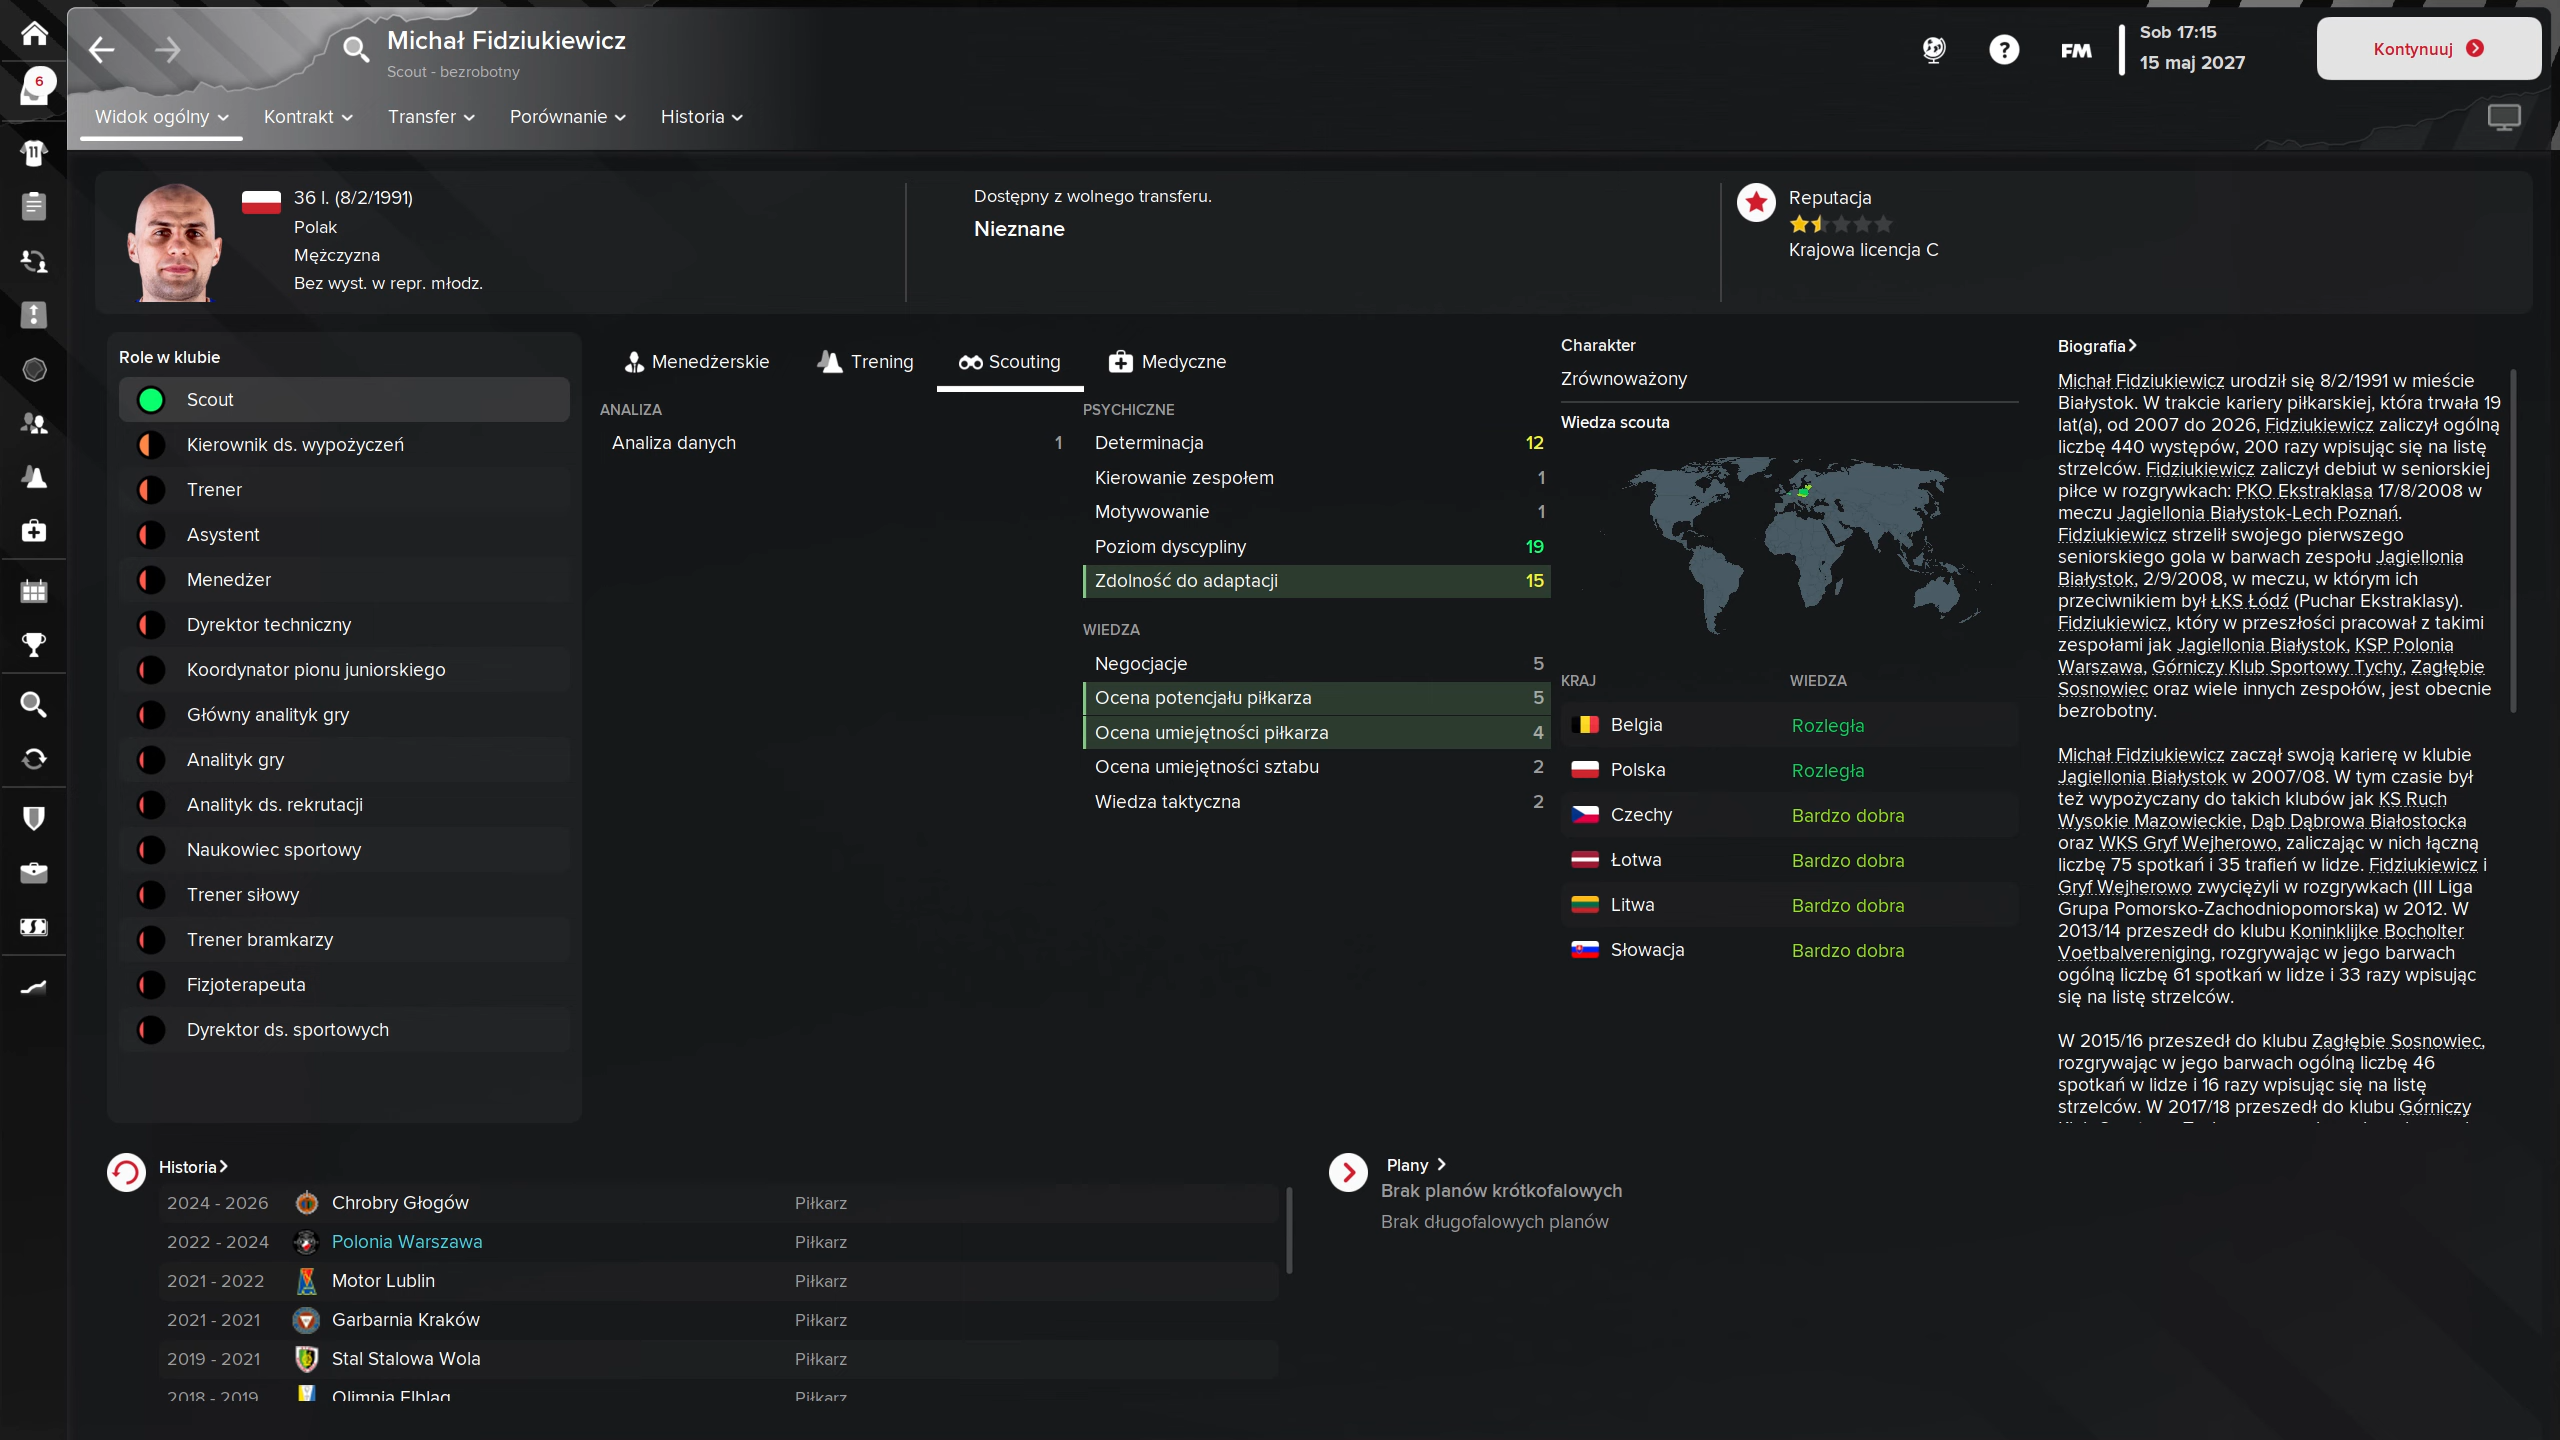 6
Michał Fidziukiewicz
Scout - bezrobotny
FM
Sob 17:15
15 maj 2027
Kontynuuj
Widok ogólny
Kontrakt
Transfer
Porównanie
Historia
11
36 l. (8/2/1991)
Polak
Mężczyzna
Bez wyst. w repr. młodz.
Dostępny z wolnego transferu.
Nieznane
Reputacja
Krajowa licencja C
Role w klubie
Scout
Kierownik ds. wypożyczeń
Trener
Asystent
Menedżer
Dyrektor techniczny
Koordynator pionu juniorskiego
Główny analityk gry
Analityk gry
Analityk ds. rekrutacji
Naukowiec sportowy
Trener siłowy
Trener bramkarzy
Fizjoterapeuta
Dyrektor ds. sportowych
Menedżerskie
Trening
Scouting
Medyczne
ANALIZA
Analiza danych 1
PSYCHICZNE
Determinacja 12
Kierowanie zespołem 1
Motywowanie 1
Poziom dyscypliny 19
Zdolność do adaptacji 15
WIEDZA
Negocjacje 5
Ocena potencjału piłkarza 5
Ocena umiejętności piłkarza 4
Ocena umiejętności sztabu 2
Wiedza taktyczna 2
Charakter
Zrównoważony
Wiedza scouta
KRAJ WIEDZA
Belgia Rozległa
Polska Rozległa
Czechy Bardzo dobra
Łotwa Bardzo dobra
Litwa Bardzo dobra
Słowacja Bardzo dobra
Biografia
Michał Fidziukiewicz urodził się 8/2/1991 w mieście
Białystok. W trakcie kariery piłkarskiej, która trwała 19
lat(a), od 2007 do 2026, Fidziukiewicz zaliczył ogólną
liczbę 440 występów, 200 razy wpisując się na listę
strzelców. Fidziukiewicz zaliczył debiut w seniorskiej
piłce w rozgrywkach: PKO Ekstraklasa 17/8/2008 w
meczu Jagiellonia Białystok-Lech Poznań.
Fidziukiewicz strzelił swojego pierwszego
seniorskiego gola w barwach zespołu Jagiellonia
Białystok, 2/9/2008, w meczu, w którym ich
przeciwnikiem był ŁKS Łódź (Puchar Ekstraklasy).
Fidziukiewicz, który w przeszłości pracował z takimi
zespołami jak Jagiellonia Białystok, KSP Polonia
Warszawa, Górniczy Klub Sportowy Tychy, Zagłębie
Sosnowiec oraz wiele innych zespołów, jest obecnie
bezrobotny.
Michał Fidziukiewicz zaczął swoją karierę w klubie
Jagiellonia Białystok w 2007/08. W tym czasie był
też wypożyczany do takich klubów jak KS Ruch
Wysokie Mazowieckie, Dąb Dąbrowa Białostocka
oraz WKS Gryf Wejherowo, zaliczając w nich łączną
liczbę 75 spotkań i 35 trafień w lidze. Fidziukiewicz i
Gryf Wejherowo zwyciężyli w rozgrywkach (III Liga
Grupa Pomorsko-Zachodniopomorska) w 2012. W
2013/14 przeszedł do klubu Koninklijke Bocholter
Voetbalvereniging, rozgrywając w jego barwach
ogólną liczbę 61 spotkań w lidze i 33 razy wpisując
się na listę strzelców.
W 2015/16 przeszedł do klubu Zagłębie Sosnowiec,
rozgrywając w jego barwach ogólną liczbę 46
spotkań w lidze i 16 razy wpisując się na listę
strzelców. W 2017/18 przeszedł do klubu Górniczy
Historia
2024 - 2026 Chrobry Głogów Piłkarz
2022 - 2024 Polonia Warszawa Piłkarz
2021 - 2022 Motor Lublin Piłkarz
2021 - 2021 Garbarnia Kraków Piłkarz
2019 - 2021 Stal Stalowa Wola Piłkarz
2018 - 2019 Olimpia Elbląg Piłkarz
Plany
Brak planów krótkofalowych
Brak długofalowych planów